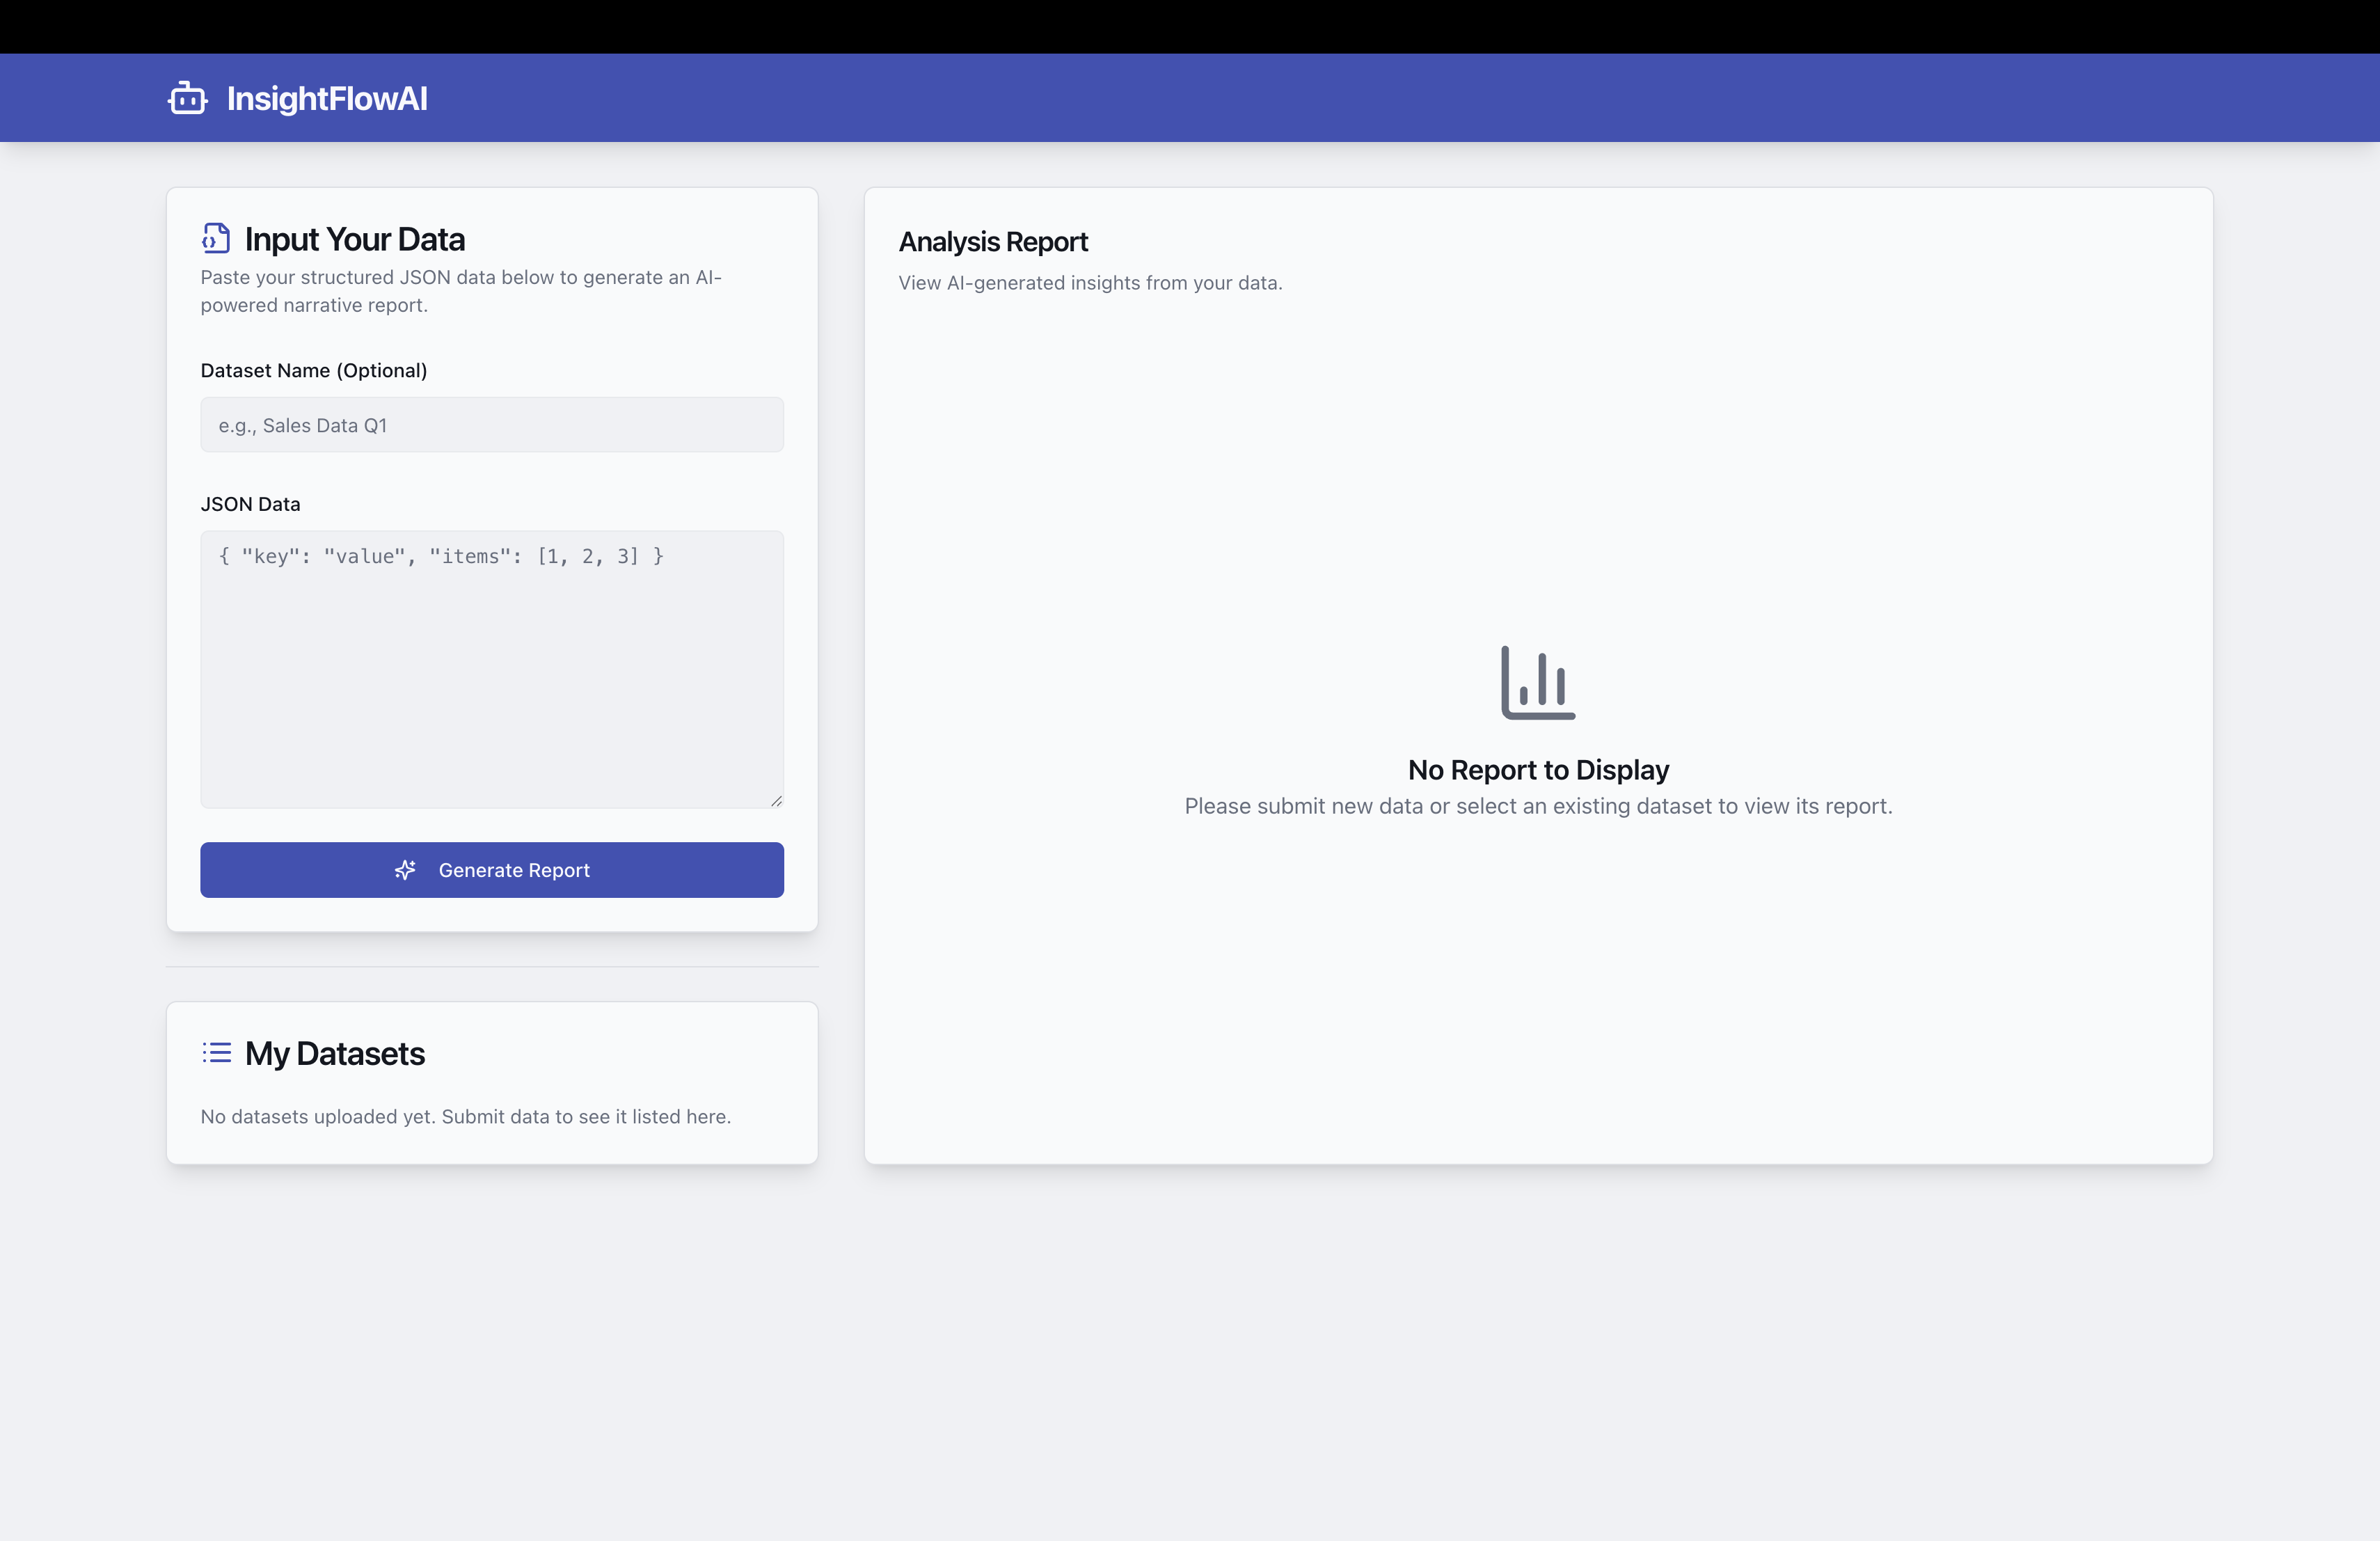 InsightFlowAI
Input Your Data
Paste your structured JSON data below to generate an AI-
powered narrative report.
Dataset Name (Optional)
e.g., Sales Data Q1
JSON Data
{ "key": "value", "items": [1, 2, 3] }
Generate Report
My Datasets
No datasets uploaded yet. Submit data to see it listed here.
Analysis Report
View AI-generated insights from your data.
No Report to Display
Please submit new data or select an existing dataset to view its report.